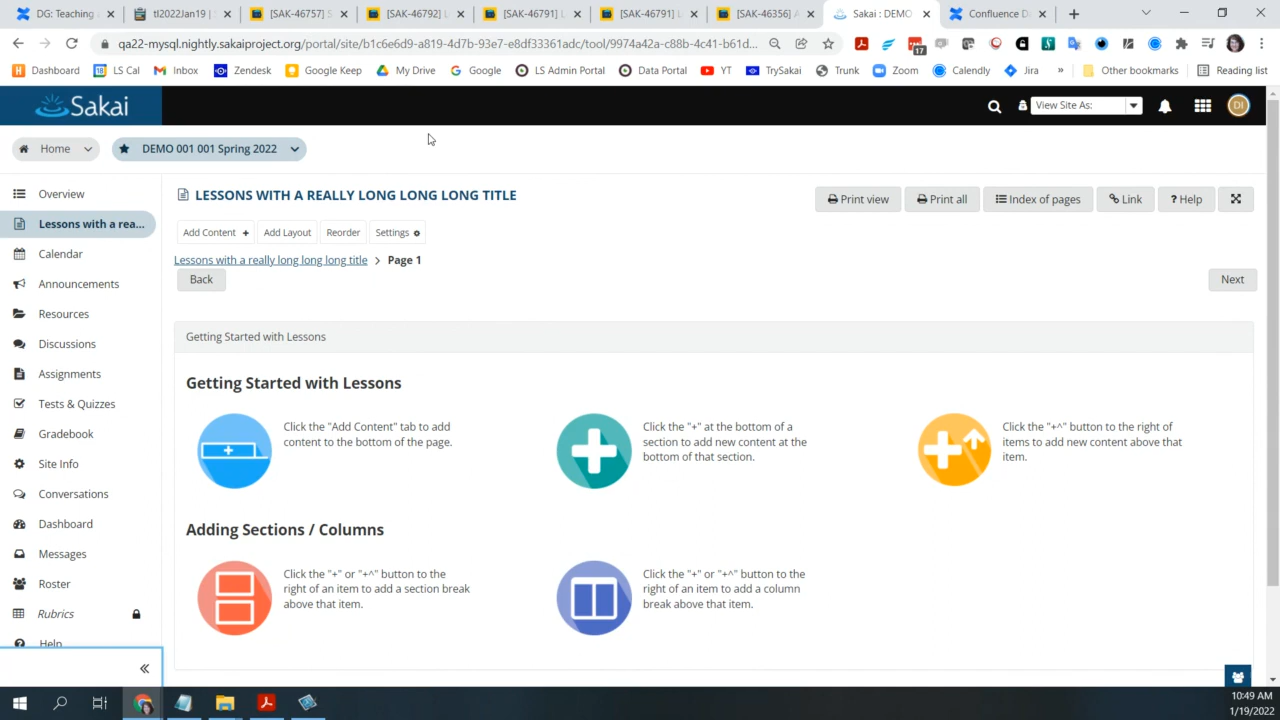 DG: Teaching
tl2022Jan19 |
[SAK-46757] S
[SAK-46792] L
[SAK-46791] L
[SAK-46791] L
[SAK-46356] A
Sakai : DEMO
Confluence D
qa22-mysql.nightly.sakaiproject.org/portal/site/b1c6e6d9-a819-4d7b-93e7-8df33361adc/tool/9974a42a-c88b-4c41-b61d...
17
Dashboard
LS Cal
Inbox
Zendesk
Google Keep
My Drive
Google
LS Admin Portal
Data Portal
YT
TrySakai
Trunk
Zoom
Calendly
Jira
»
Other bookmarks
Reading list
Sakai
View Site As:
DI
Home
DEMO 001 001 Spring 2022
Overview
Lessons with a rea...
Calendar
Announcements
Resources
Discussions
Assignments
Tests & Quizzes
Gradebook
Site Info
Conversations
Dashboard
Messages
Roster
Rubrics
Help
«
LESSONS WITH A REALLY LONG LONG LONG TITLE
Print view
Print all
Index of pages
Link
? Help
Add Content +
Add Layout
Reorder
Settings
Lessons with a really long long long title > Page 1
Back
Next
Getting Started with Lessons
Getting Started with Lessons
Click the "Add Content" tab to add
content to the bottom of the page.
Click the "+" at the bottom of a
section to add new content at the
bottom of that section.
Click the "+^" button to the right of
items to add new content above that
item.
Adding Sections / Columns
Click the "+" or "+^" button to the
right of an item to add a section break
above that item.
Click the "+" or "+^" button to the
right of an item to add a column
break above that item.
10:49 AM
1/19/2022